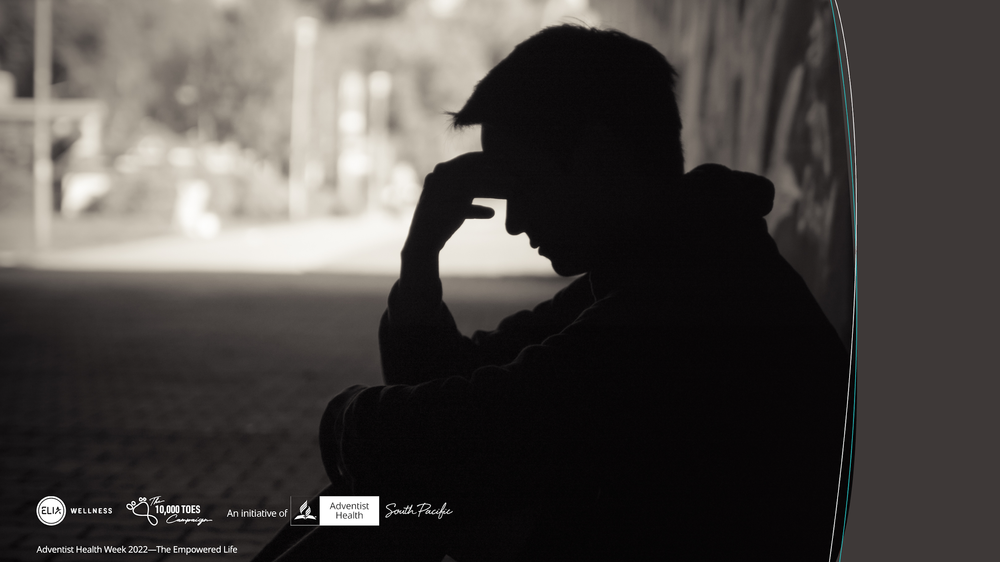 ELIA WELLNESS
The
10,000 TOES
Campaign
An initiative of
Adventist
Health
South Pacific
Adventist Health Week 2022—The Empowered Life